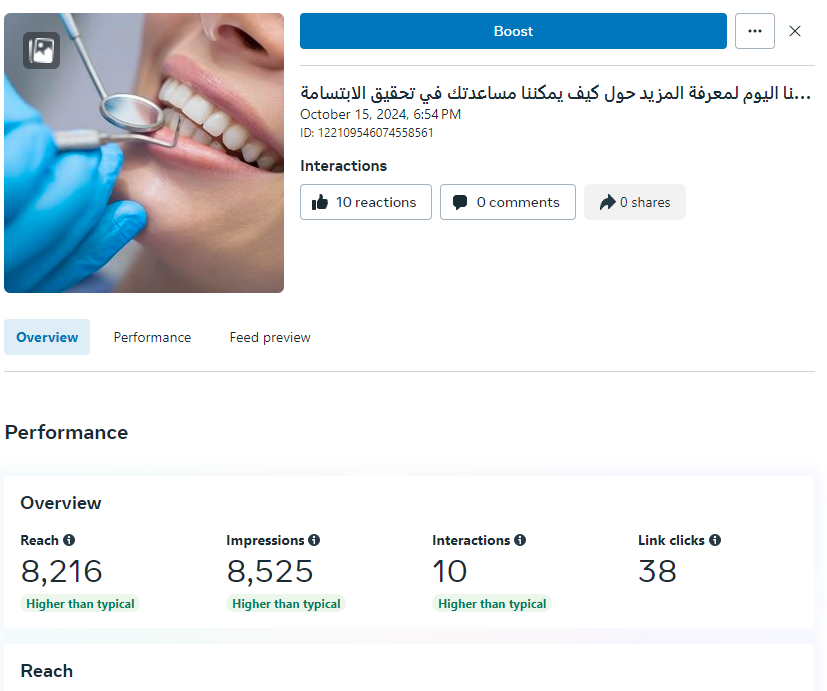 Boost
...نا اليوم لمعرفة المزيد حول كيف يمكننا مساعدتك في تحقيق الابتسامة
October 15, 2024, 6:54 PM
ID: 122109546074558561
Interactions
10 reactions
0 comments
0 shares
Overview
Performance
Feed preview
Performance
Overview
Reach
Impressions
Interactions
Link clicks
8,216
8,525
10
38
Higher than typical
Higher than typical
Higher than typical
Reach